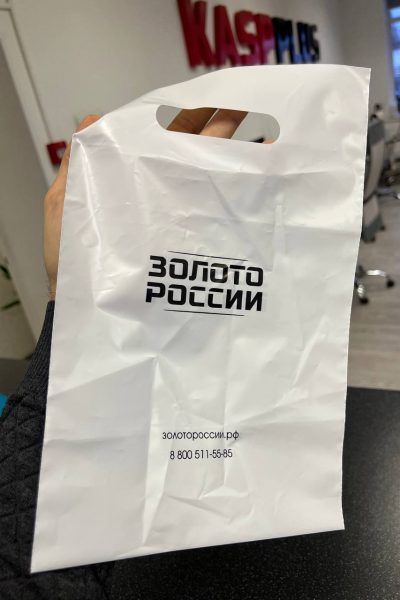 KASPPLUS
ЗОЛОТО
РОССИИ
золотороссии.рф
8 800 511-55-85